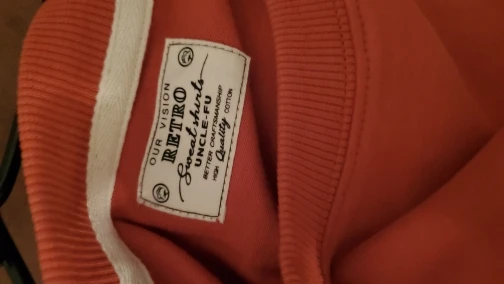 OUR VISION
RETRO
Sweatshirts
UNCLE-FU
BETTER CRAFTSMANSHIP
HIGH Quality COTTON